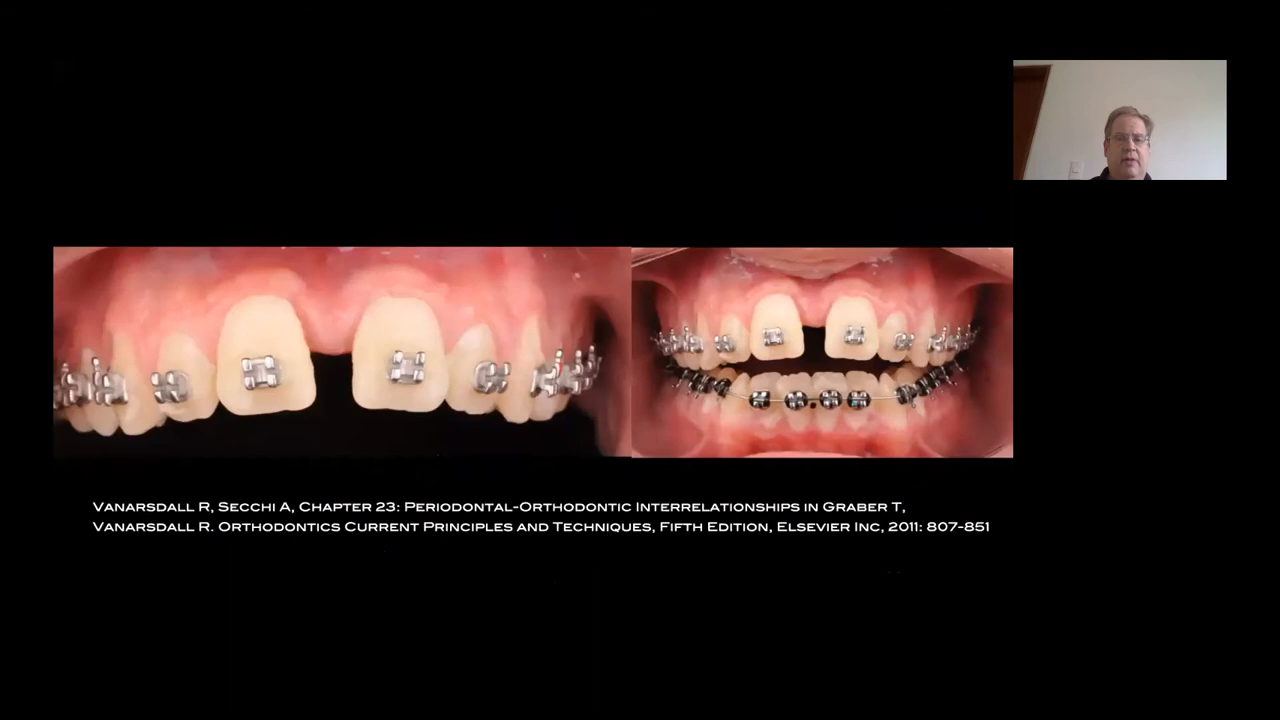 Vanarsdall R, Secchi A, Chapter 23: Periodontal-Orthodontic Interrelationships in Graber T,
Vanarsdall R. Orthodontics Current Principles and Techniques, Fifth Edition, Elsevier Inc, 2011: 807-851